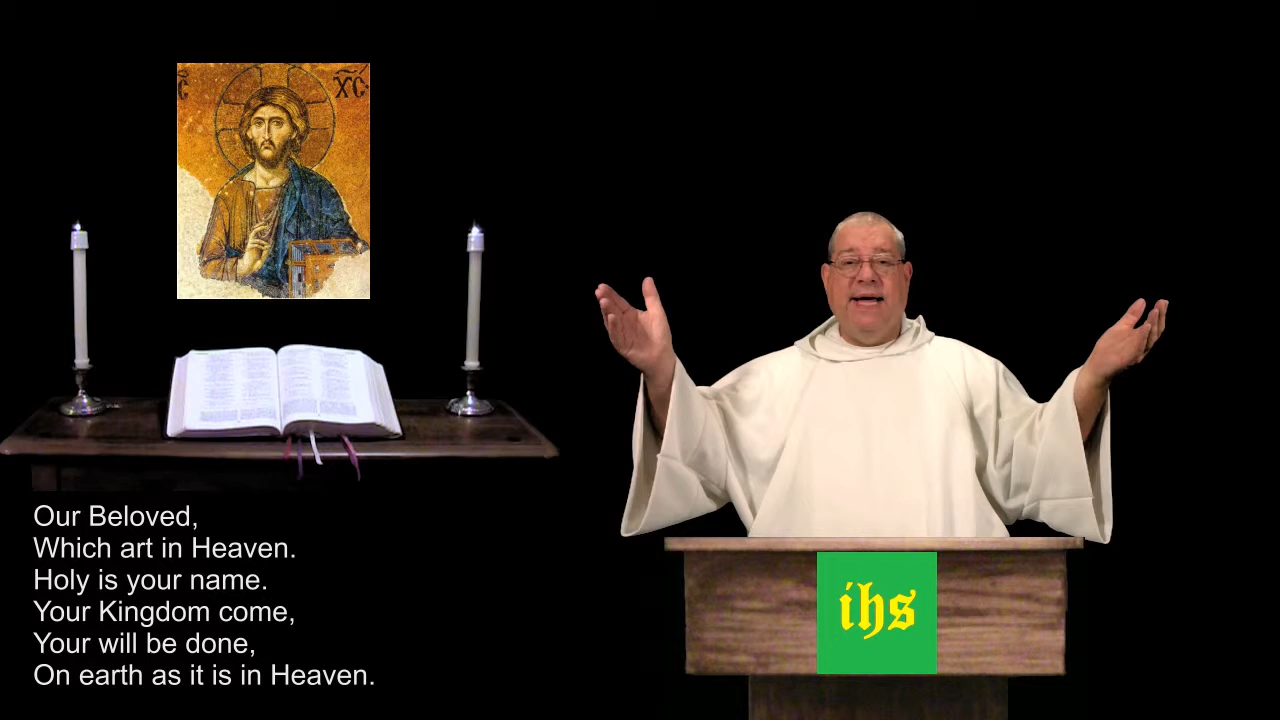 XC
Our Beloved,
Which art in Heaven.
Holy is your name.
Your Kingdom come,
Your will be done,
On earth as it is in Heaven.
ihs